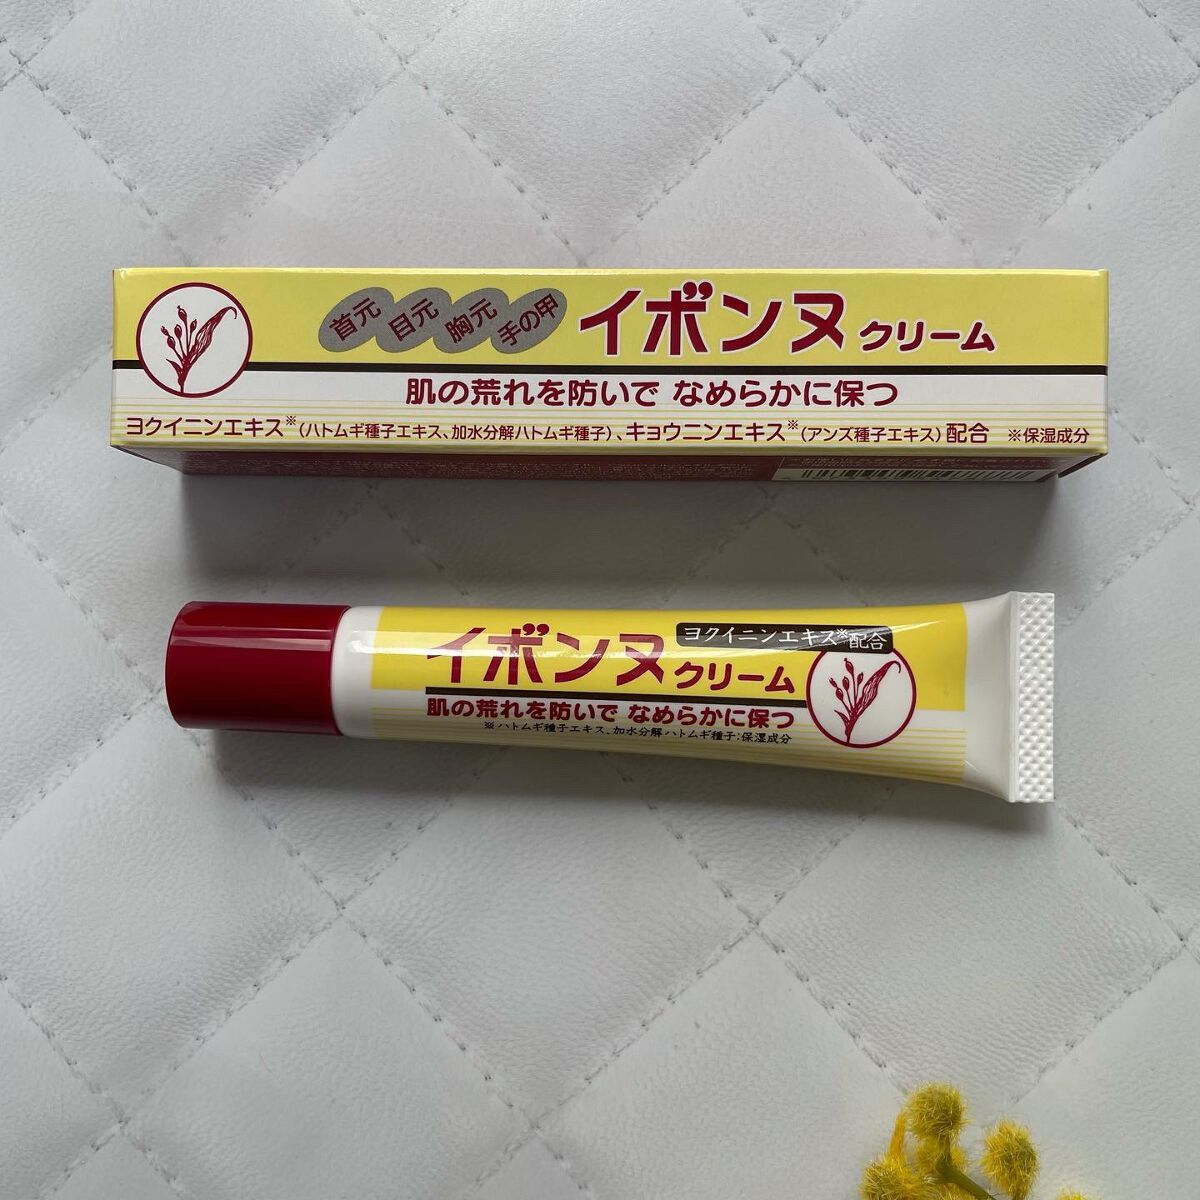 首元 目元 胸元 手の甲
イボンヌ クリーム
肌の荒れを防いで なめらかに保つ
ヨクイニンエキス※(ハトムギ種子エキス、加水分解ハトムギ種子)、キョウニンエキス※(アンズ種子エキス)配合 ※保湿成分
ヨクイニンエキス※配合
イボンヌ クリーム
肌の荒れを防いで なめらかに保つ
※ハトムギ種子エキス、加水分解ハトムギ種子:保湿成分